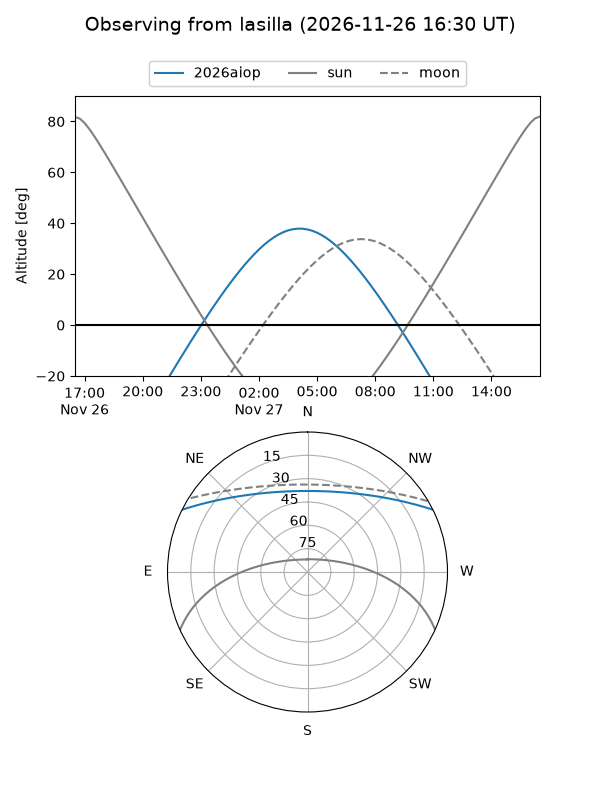 Observing from lasilla (2026-11-26 16:30 UT)
2026aiop sun moon
Altitude [deg]
80
60
40
20
0
−20
17:00 20:00 23:00 02:00 05:00 08:00 11:00 14:00
Nov 26 Nov 27
N
NE NW
15
30
45
60
75
E W
SE SW
S